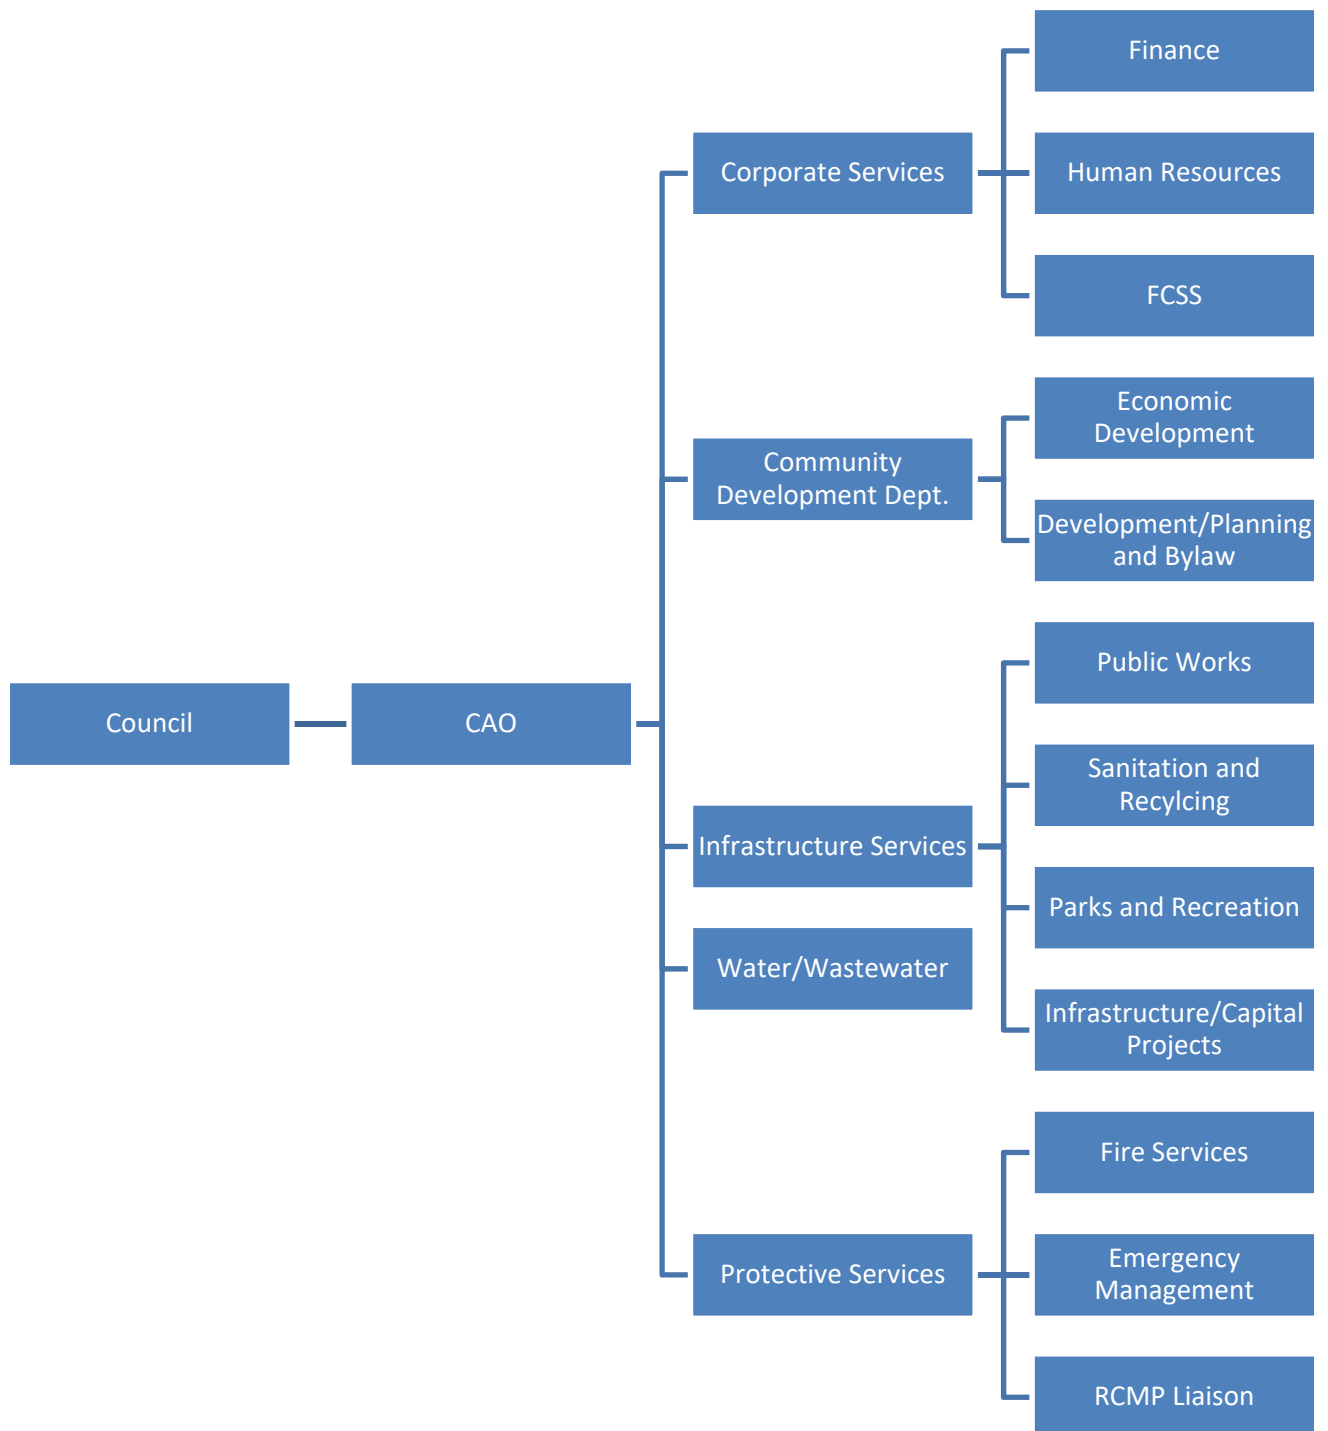 Finance
Corporate Services
Human Resources
FCSS
Economic
Development
Community
Development Dept.
Development/Planning
and Bylaw
Public Works
Council
CAO
Sanitation and
Recylcing
Infrastructure Services
Parks and Recreation
Water/Wastewater
Infrastructure/Capital
Projects
Fire Services
Protective Services
Emergency
Management
RCMP Liaison